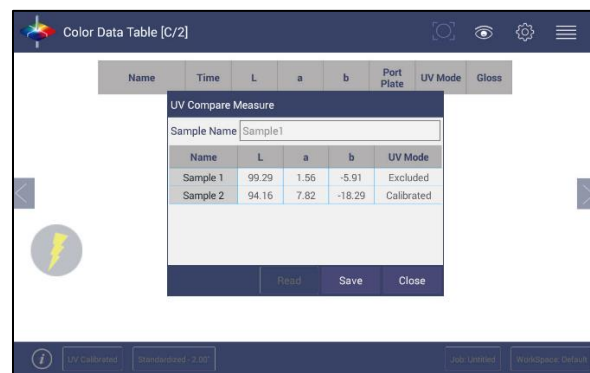 Color Data Table [C/2]
Name Time L a b Port Plate UV Mode Gloss
UV Compare Measure
Sample Name Sample1
Name L a b UV Mode
Sample 1 99.29 1.56 -5.91 Excluded
Sample 2 94.16 7.82 -18.29 Calibrated
Read Save Close
UV Calibrated Standardized - 2.00" Job: Untitled WorkSpace: Default